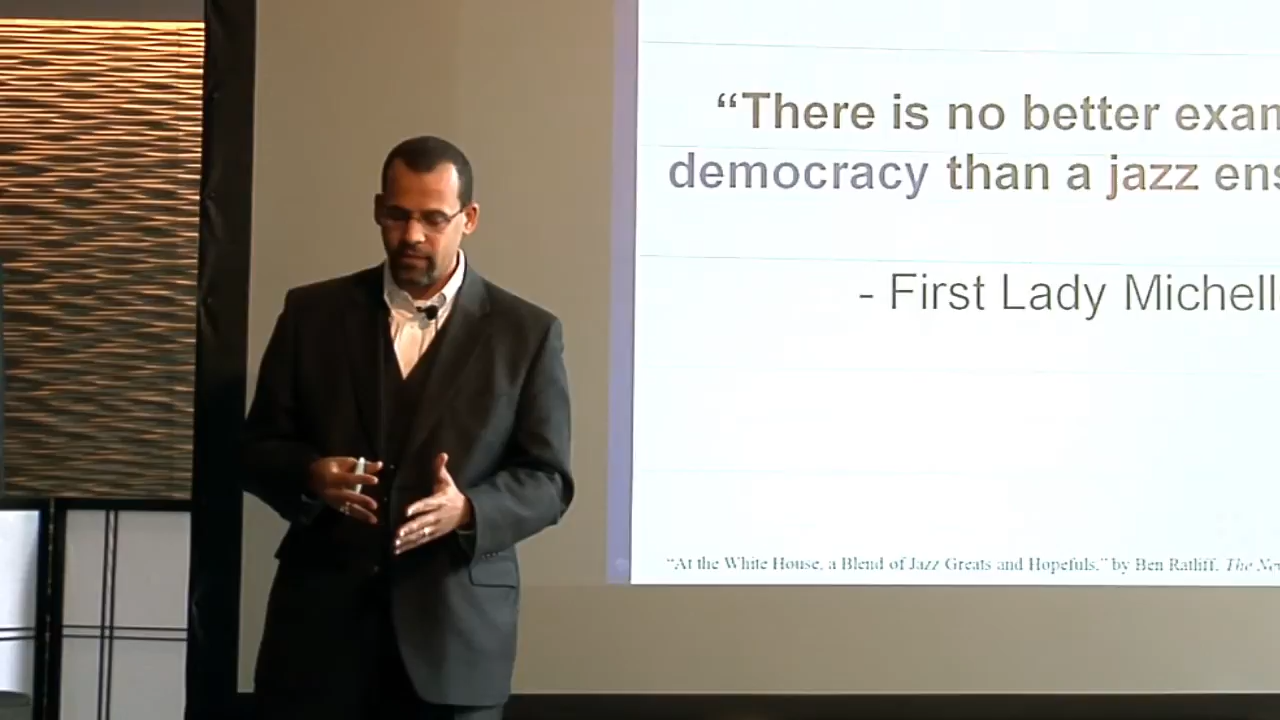 “There is no better exam
democracy than a jazz ens
- First Lady Michell
“At the White House, a Blend of Jazz Greats and Hopefuls,” by Ben Ratliff. The Ne